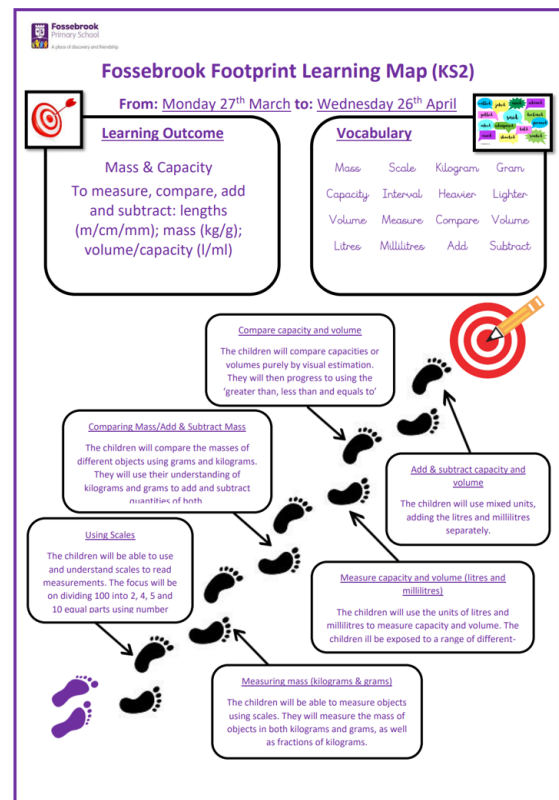 Fossebrook
Primary School
A place of discovery and friendship
Fossebrook Footprint Learning Map (KS2)
From: Monday 27th March to: Wednesday 26th April
Learning Outcome
Mass & Capacity
To measure, compare, add
and subtract: lengths
(m/cm/mm); mass (kg/g);
volume/capacity (l/ml)
Vocabulary
Mass Scale Kilogram Gram
Capacity Interval Heavier Lighter
Volume Measure Compare Volume
Litres Millilitres Add Subtract
Compare capacity and volume
The children will compare capacities or
volumes purely by visual estimation.
They will then progress to using the
‘greater than, less than and equals to’
Comparing Mass/Add & Subtract Mass
The children will compare the masses of
different objects using grams and kilograms.
They will use their understanding of
kilograms and grams to add and subtract
quantities of both
Add & subtract capacity and
volume
The children will use mixed units,
adding the litres and millilitres
separately.
Using Scales
The children will be able to use
and understand scales to read
measurements. The focus will be
on dividing 100 into 2, 4, 5 and
10 equal parts using number
Measure capacity and volume (litres and
millilitres)
The children will use the units of litres and
millilitres to measure capacity and volume. The
children ill be exposed to a range of different-
Measuring mass (kilograms & grams)
The children will be able to measure objects
using scales. They will measure the mass of
objects in both kilograms and grams, as well
as fractions of kilograms.